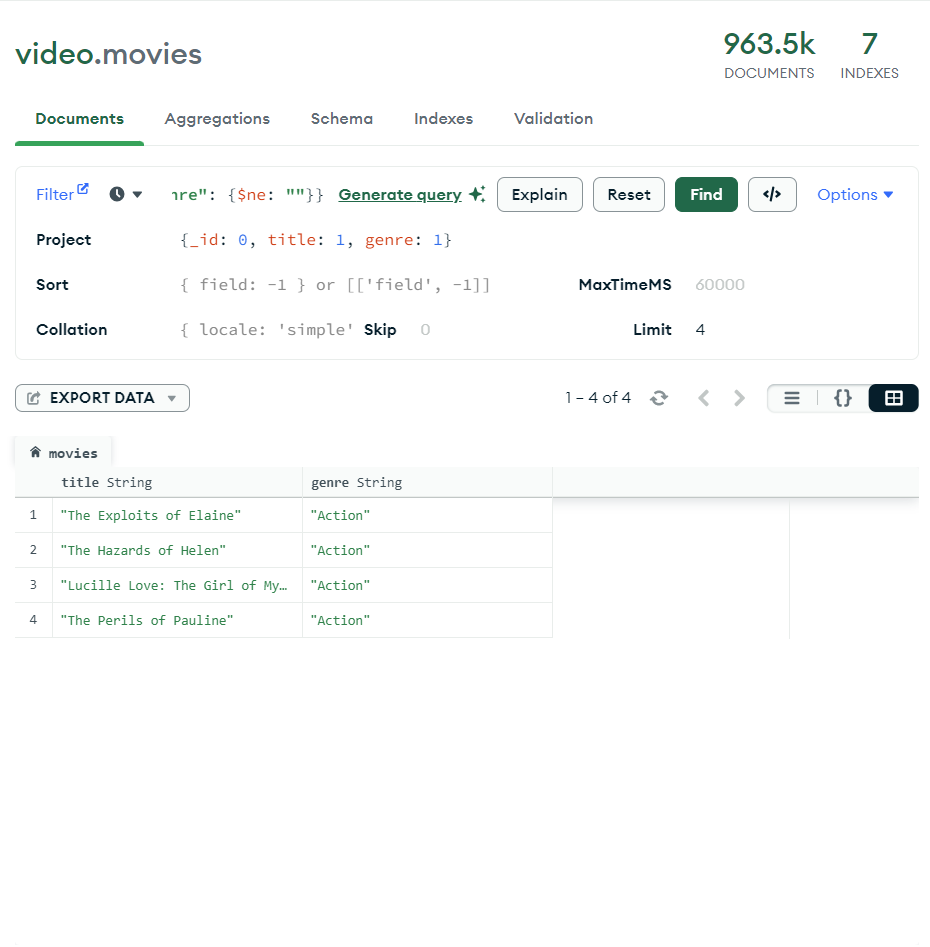 video.movies
963.5k 7
DOCUMENTS INDEXES
Documents Aggregations Schema Indexes Validation
Filter nre": {$ne: ""}} Generate query Explain Reset Find </> Options
Project {_id: 0, title: 1, genre: 1}
Sort { field: -1 } or [['field', -1]] MaxTimeMS 60000
Collation { locale: 'simple' Skip 0 Limit 4
EXPORT DATA 1 – 4 of 4 {}
movies
title String genre String
1 "The Exploits of Elaine" "Action"
2 "The Hazards of Helen" "Action"
3 "Lucille Love: The Girl of My… "Action"
4 "The Perils of Pauline" "Action"